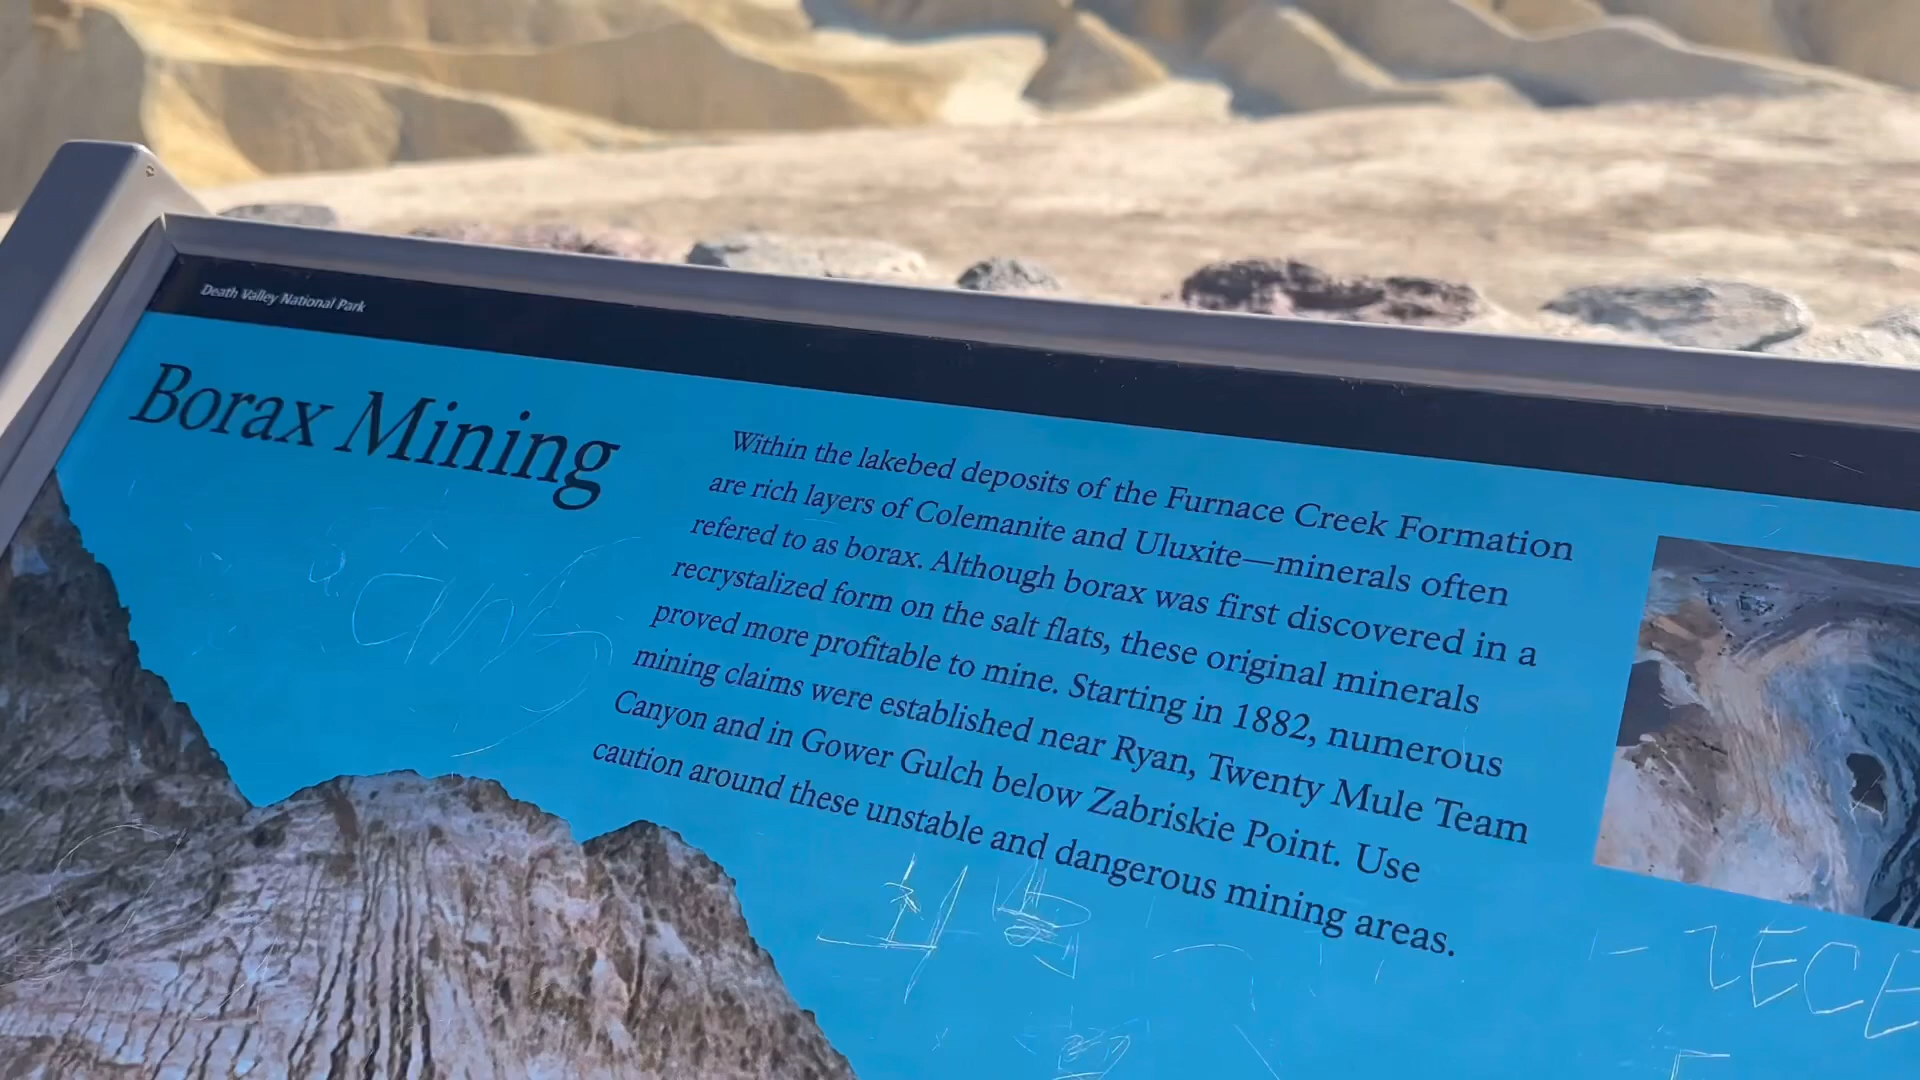 Death Valley National Park
Borax Mining
Within the lakebed deposits of the Furnace Creek Formation
are rich layers of Colemanite and Uluxite—minerals often
refered to as borax. Although borax was first discovered in a
recrystalized form on the salt flats, these original minerals
proved more profitable to mine. Starting in 1882, numerous
mining claims were established near Ryan, Twenty Mule Team
Canyon and in Gower Gulch below Zabriskie Point. Use
caution around these unstable and dangerous mining areas.